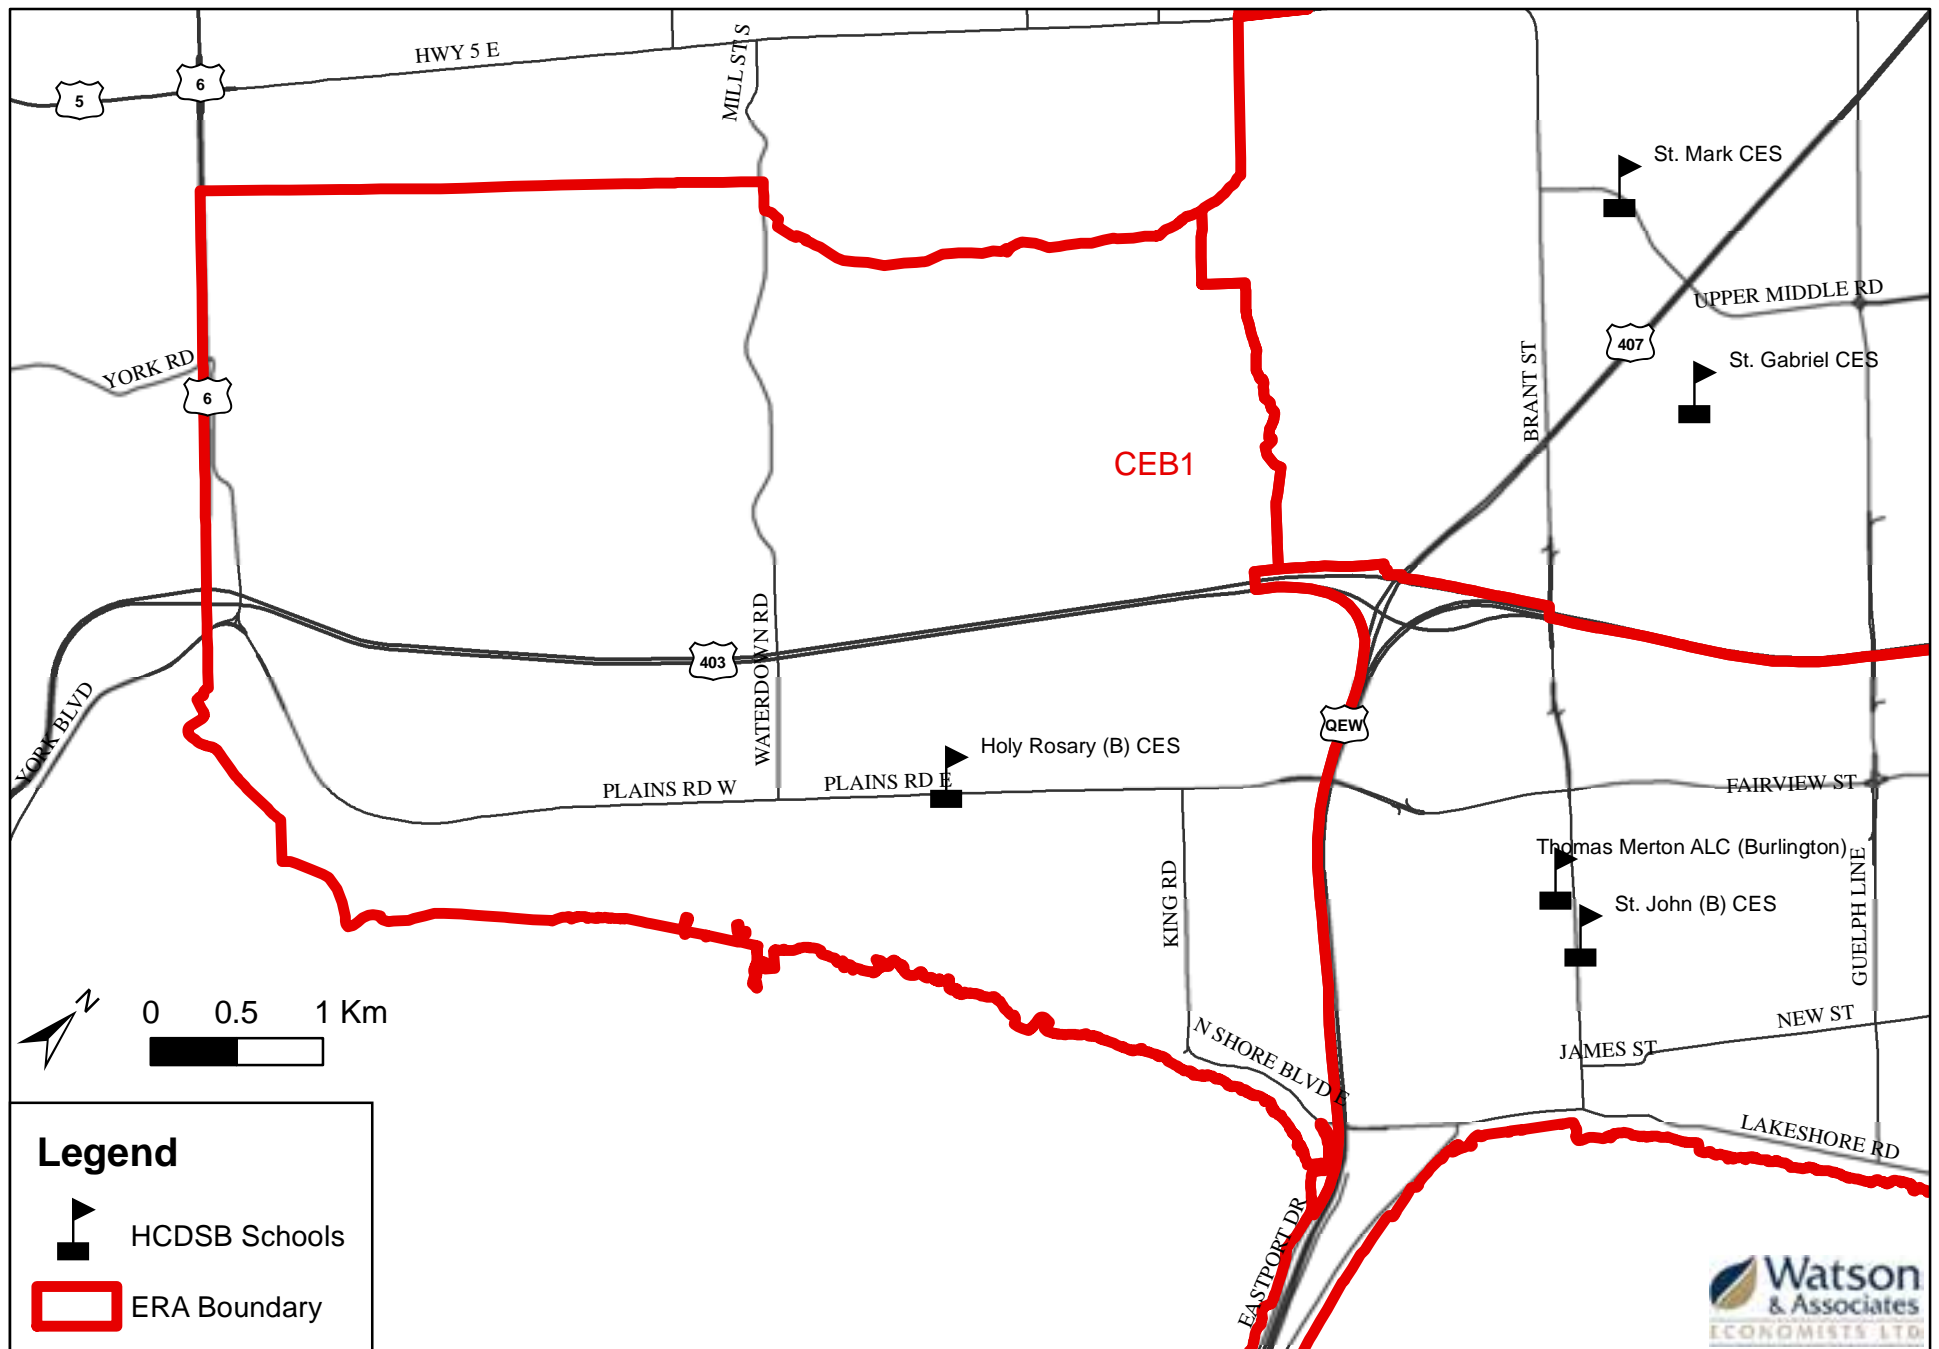 HWY 5 E
MILL ST S
5
6
St. Mark CES
UPPER MIDDLE RD
407
St. Gabriel CES
YORK RD
6
BRANT ST
CEB1
403
WATERDOWN RD
YORK BLVD
QEW
Holy Rosary (B) CES
PLAINS RD W
PLAINS RD E
FAIRVIEW ST
Thomas Merton ALC (Burlington)
St. John (B) CES
KING RD
GUELPH LINE
N
0 0.5 1 Km
N SHORE BLVD E
NEW ST
JAMES ST
LAKESHORE RD
EASTPORT DR
Legend
HCDSB Schools
ERA Boundary
Watson
& Associates
ECONOMISTS LTD